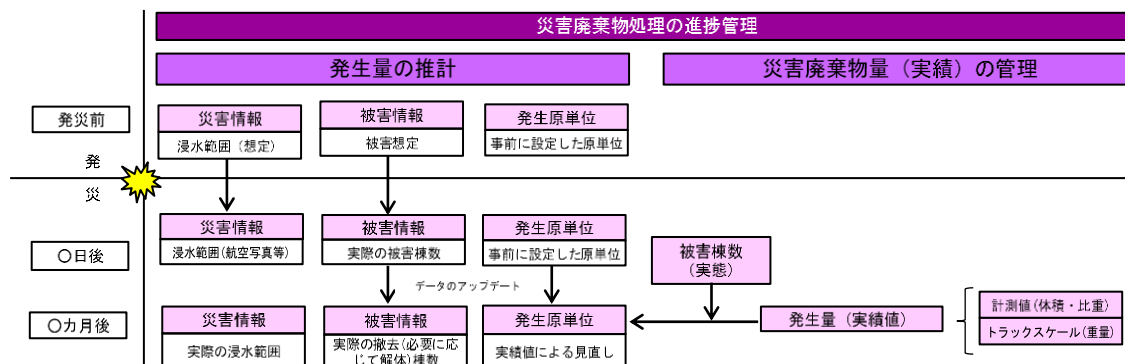 災害廃棄物処理の進捗管理
発生量の推計
災害廃棄物量（実績）の管理
発災前
災害情報
浸水範囲（想定）
被害情報
被害想定
発生原単位
事前に設定した原単位
発
災
〇日後
災害情報
浸水範囲(航空写真等)
被害情報
実際の被害棟数
発生原単位
事前に設定した原単位
被害棟数
（実態）
データのアップデート
〇カ月後
災害情報
実際の浸水範囲
被害情報
実際の撤去(必要に応
じて解体)棟数
発生原単位
実績値による見直し
発生量（実績値）
計測値(体積・比重)
トラックスケール(重量)